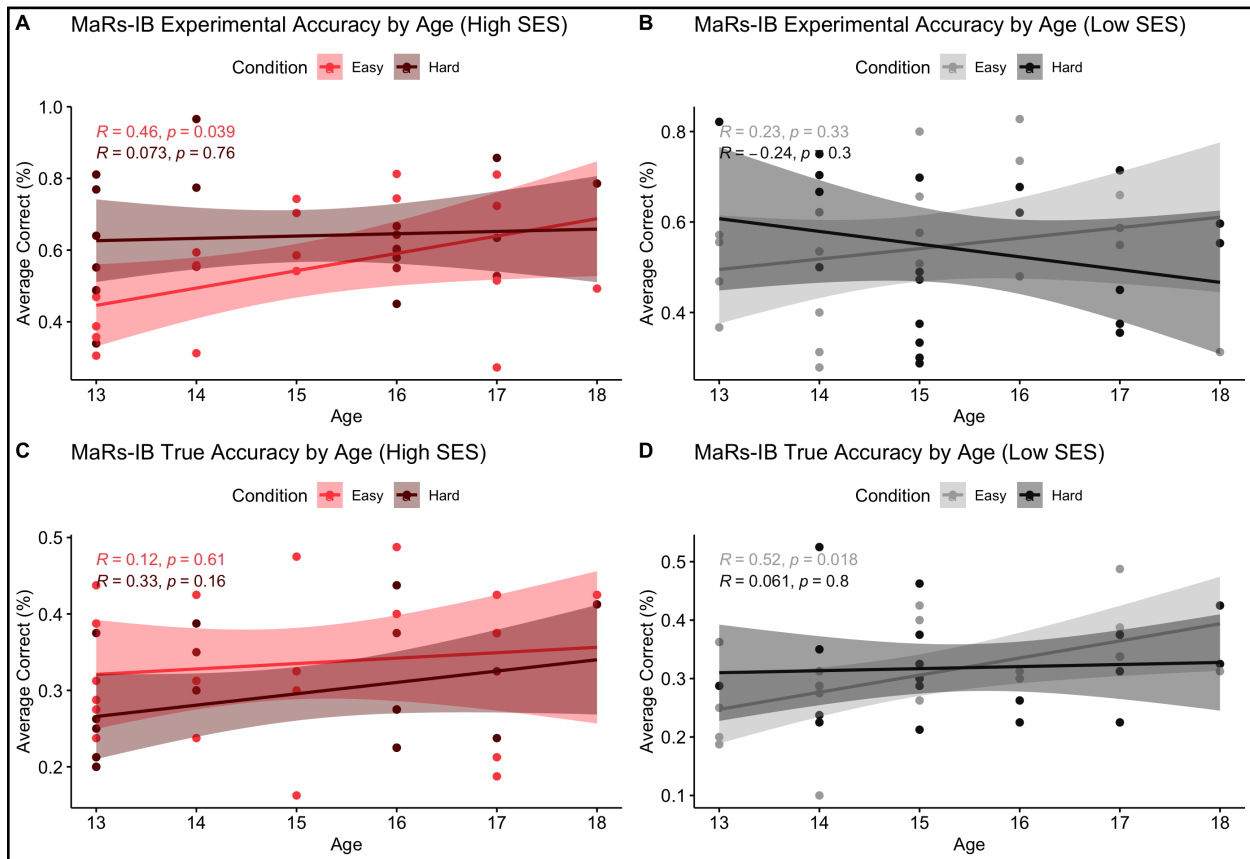 A
MaRs-IB Experimental Accuracy by Age (High SES)
Condition a Easy a Hard
R = 0.46, p = 0.039
R = 0.073, p = 0.76
Average Correct (%)
1.0
0.8
0.6
0.4
13 14 15 16 17 18
Age
B
MaRs-IB Experimental Accuracy by Age (Low SES)
Condition a Easy a Hard
R = 0.23, p = 0.33
R = −0.24, p = 0.3
Average Correct (%)
0.8
0.6
0.4
13 14 15 16 17 18
Age
C
MaRs-IB True Accuracy by Age (High SES)
Condition a Easy a Hard
R = 0.12, p = 0.61
R = 0.33, p = 0.16
Average Correct (%)
0.5
0.4
0.3
0.2
13 14 15 16 17 18
Age
D
MaRs-IB True Accuracy by Age (Low SES)
Condition a Easy a Hard
R = 0.52, p = 0.018
R = 0.061, p = 0.8
Average Correct (%)
0.5
0.4
0.3
0.2
0.1
13 14 15 16 17 18
Age